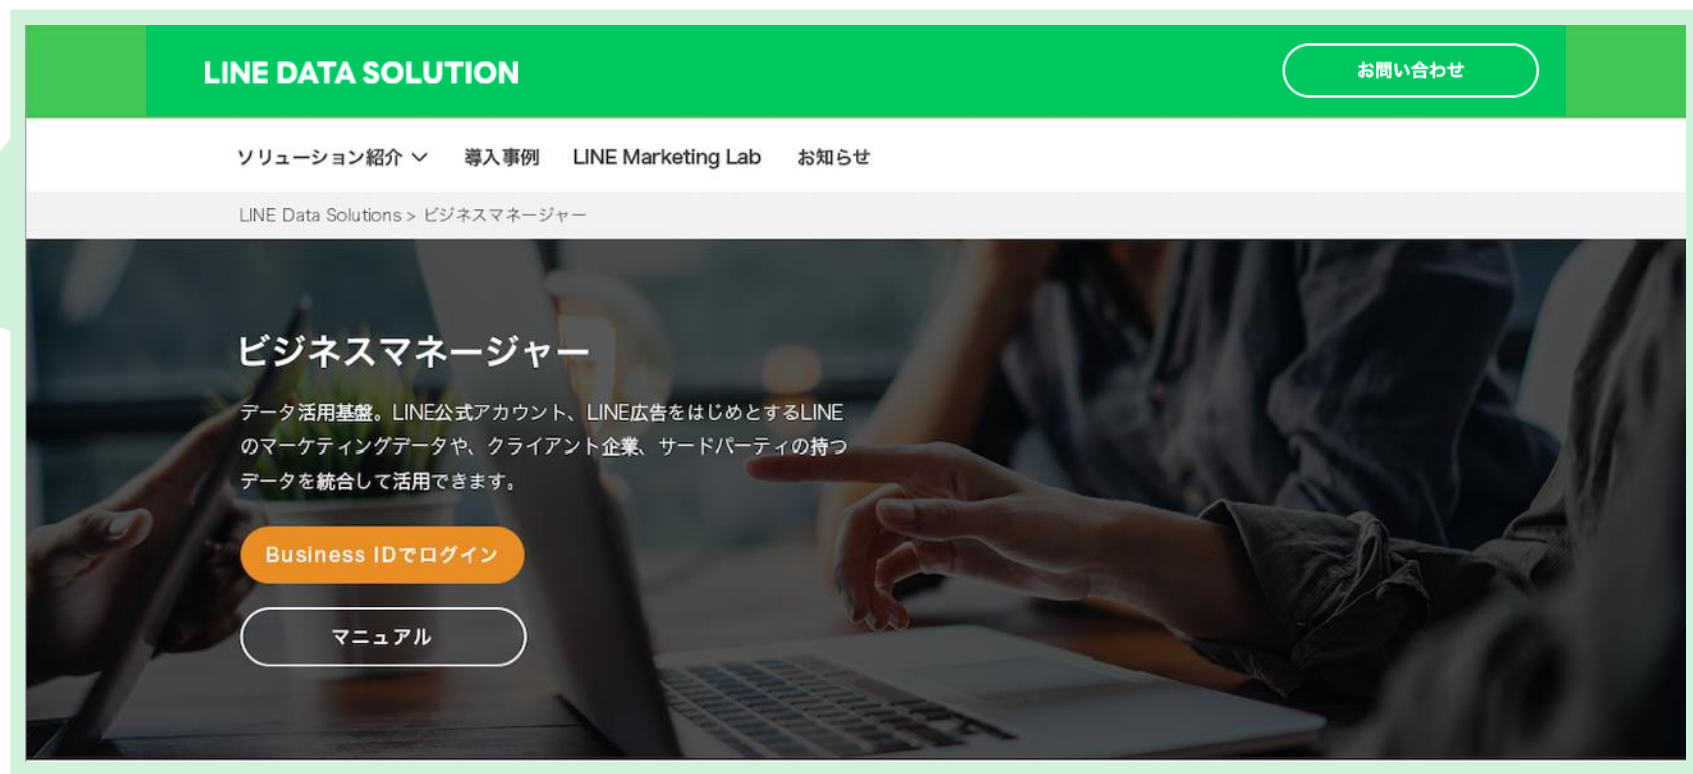 LINE DATA SOLUTION
お問い合わせ
ソリューション紹介 導入事例 LINE Marketing Lab お知らせ
LINE Data Solutions > ビジネスマネージャー
ビジネスマネージャー
データ活用基盤。LINE公式アカウント、LINE広告をはじめとするLINE
のマーケティングデータや、クライアント企業、サードパーティの持つ
データを統合して活用できます。
Business IDでログイン
マニュアル